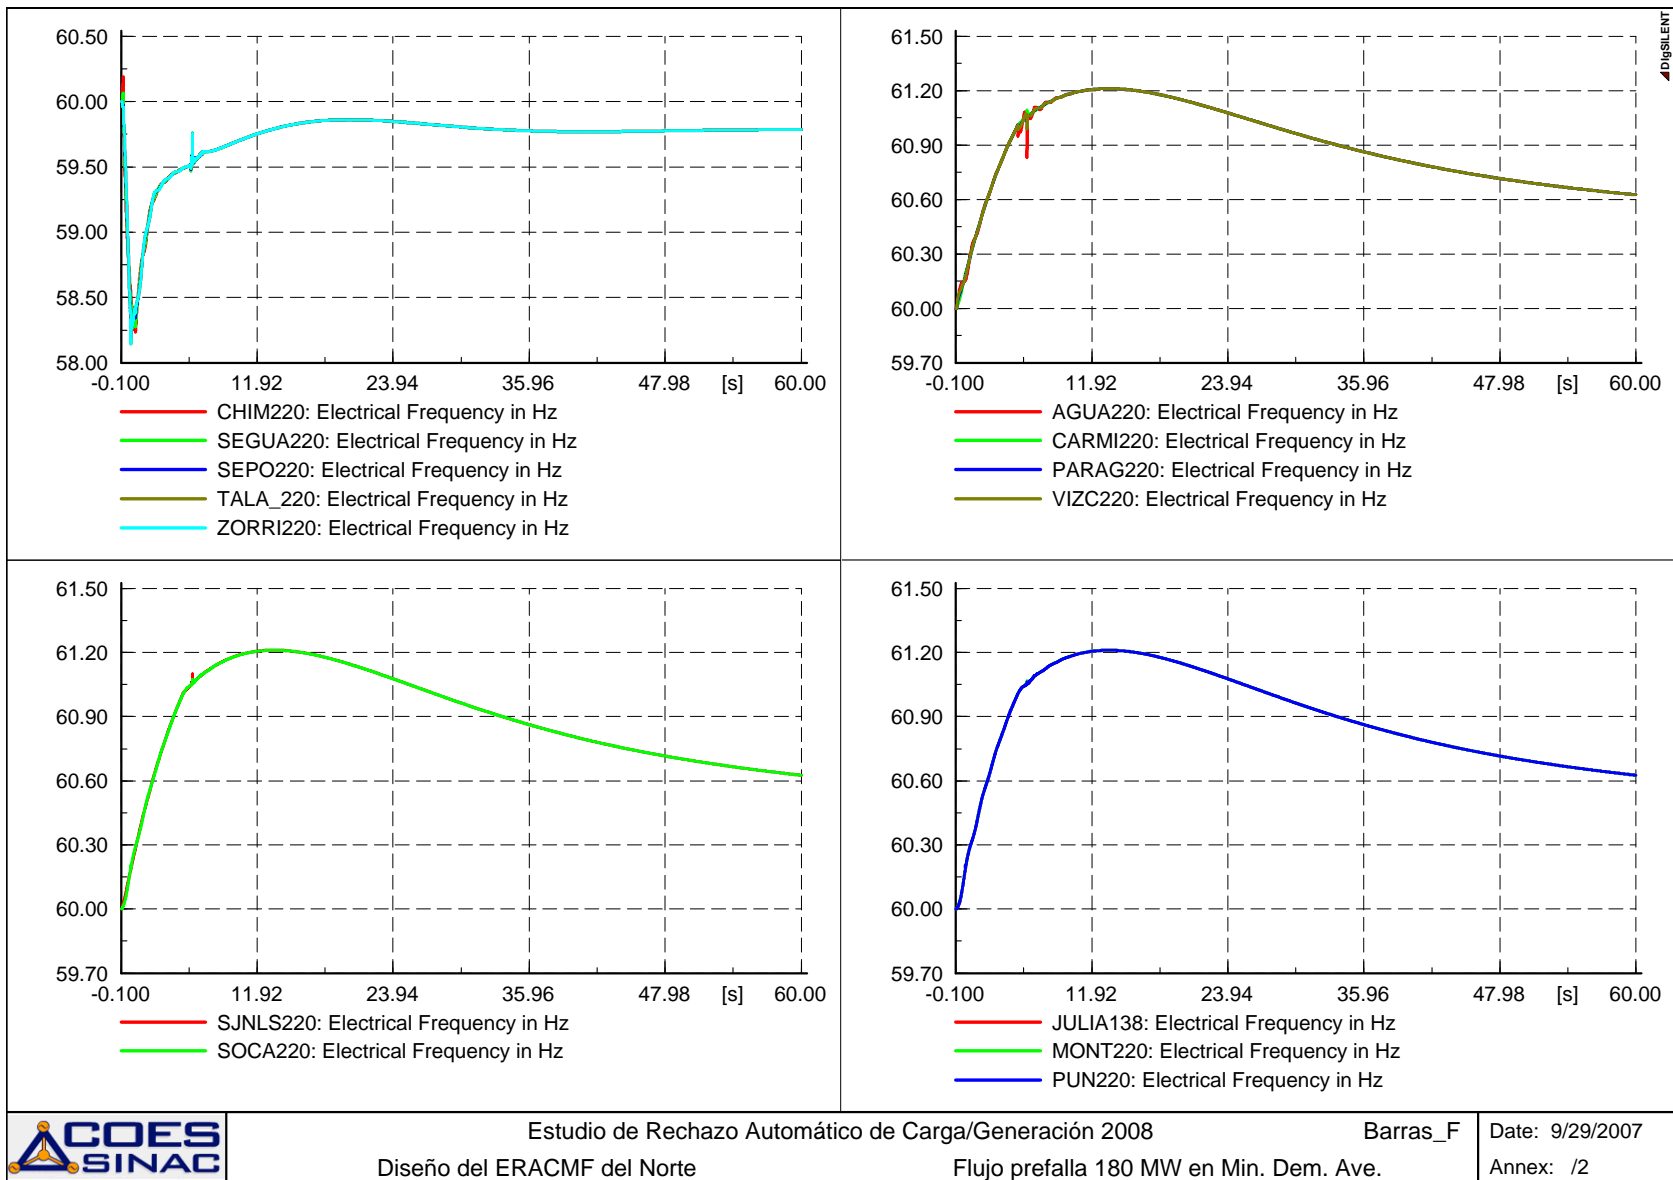 60.50
60.00
59.50
59.00
58.50
58.00
-0.100 11.92 23.94 35.96 47.98 [s] 60.00
CHIM220: Electrical Frequency in Hz
SEGUA220: Electrical Frequency in Hz
SEPO220: Electrical Frequency in Hz
TALA_220: Electrical Frequency in Hz
ZORRI220: Electrical Frequency in Hz
61.50
61.20
60.90
60.60
60.30
60.00
59.70
-0.100 11.92 23.94 35.96 47.98 [s] 60.00
AGUA220: Electrical Frequency in Hz
CARMI220: Electrical Frequency in Hz
PARAG220: Electrical Frequency in Hz
VIZC220: Electrical Frequency in Hz
DIgSILENT
61.50
61.20
60.90
60.60
60.30
60.00
59.70
-0.100 11.92 23.94 35.96 47.98 [s] 60.00
SJNLS220: Electrical Frequency in Hz
SOCA220: Electrical Frequency in Hz
61.50
61.20
60.90
60.60
60.30
60.00
59.70
-0.100 11.92 23.94 35.96 47.98 [s] 60.00
JULIA138: Electrical Frequency in Hz
MONT220: Electrical Frequency in Hz
PUN220: Electrical Frequency in Hz
COES
SINAC
Estudio de Rechazo Automático de Carga/Generación 2008 Barras_F
Diseño del ERACMF del Norte Flujo prefalla 180 MW en Min. Dem. Ave.
Date: 9/29/2007
Annex: /2